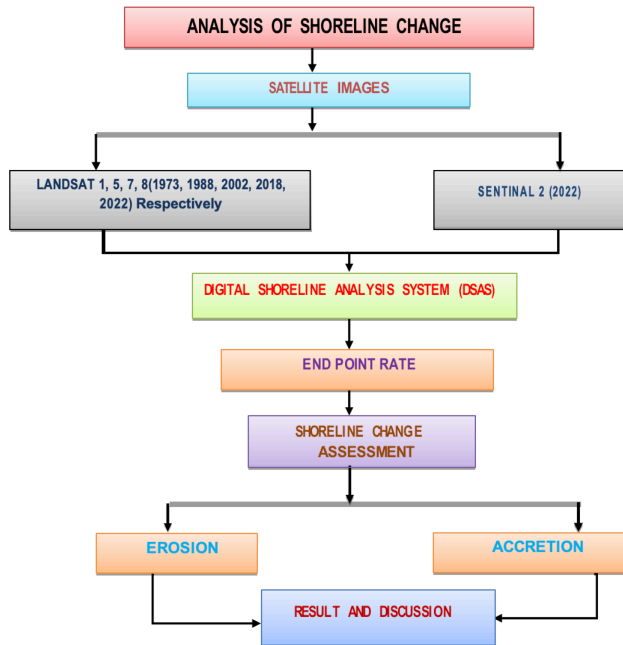 ANALYSIS OF SHORELINE CHANGE
SATELLITE IMAGES
LANDSAT 1, 5, 7, 8(1973, 1988, 2002, 2018,
2022) Respectively
SENTINAL 2 (2022)
DIGITAL SHORELINE ANALYSIS SYSTEM (DSAS)
END POINT RATE
SHORELINE CHANGE
ASSESSMENT
EROSION
ACCRETION
RESULT AND DISCUSSION